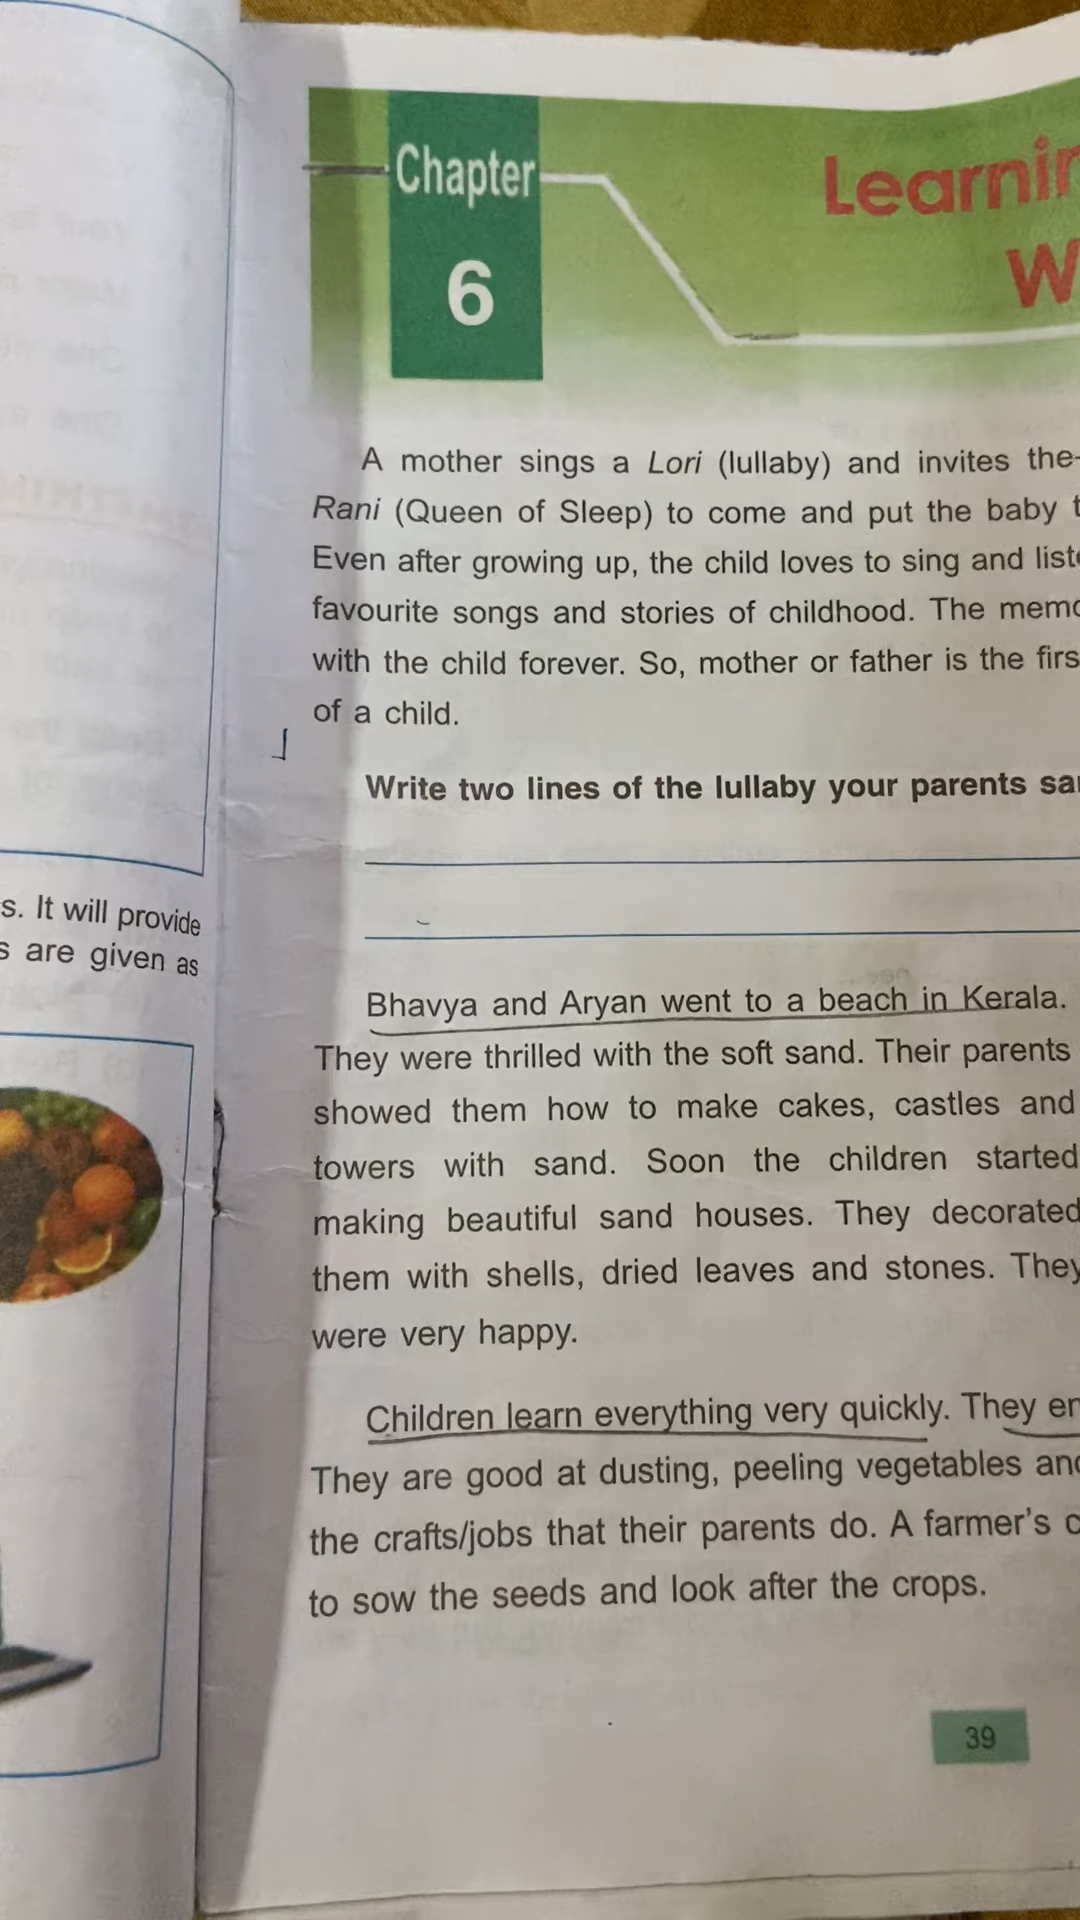 s. It will provide
s are given as
Chapter
6
A mother sings a Lori (lullaby) and invites the
Rani (Queen of Sleep) to come and put the baby
Even after growing up, the child loves to sing and
favourite songs and stories of childhood. The
with the child forever. So, mother or father is the
of a child.
Write two lines of the lullaby your parents
Bhavya and Aryan went to a beach in Kerala.
They were thrilled with the soft sand. Their parents
showed them how to make cakes, castles and
towers with sand. Soon the children started
making beautiful sand houses. They decorated
them with shells, dried leaves and stones. They
were very happy.
Children learn everything very quickly. They
They are good at dusting, peeling vegetables
the crafts/jobs that their parents do. A farmer's
to sow the seeds and look after the crops.
39